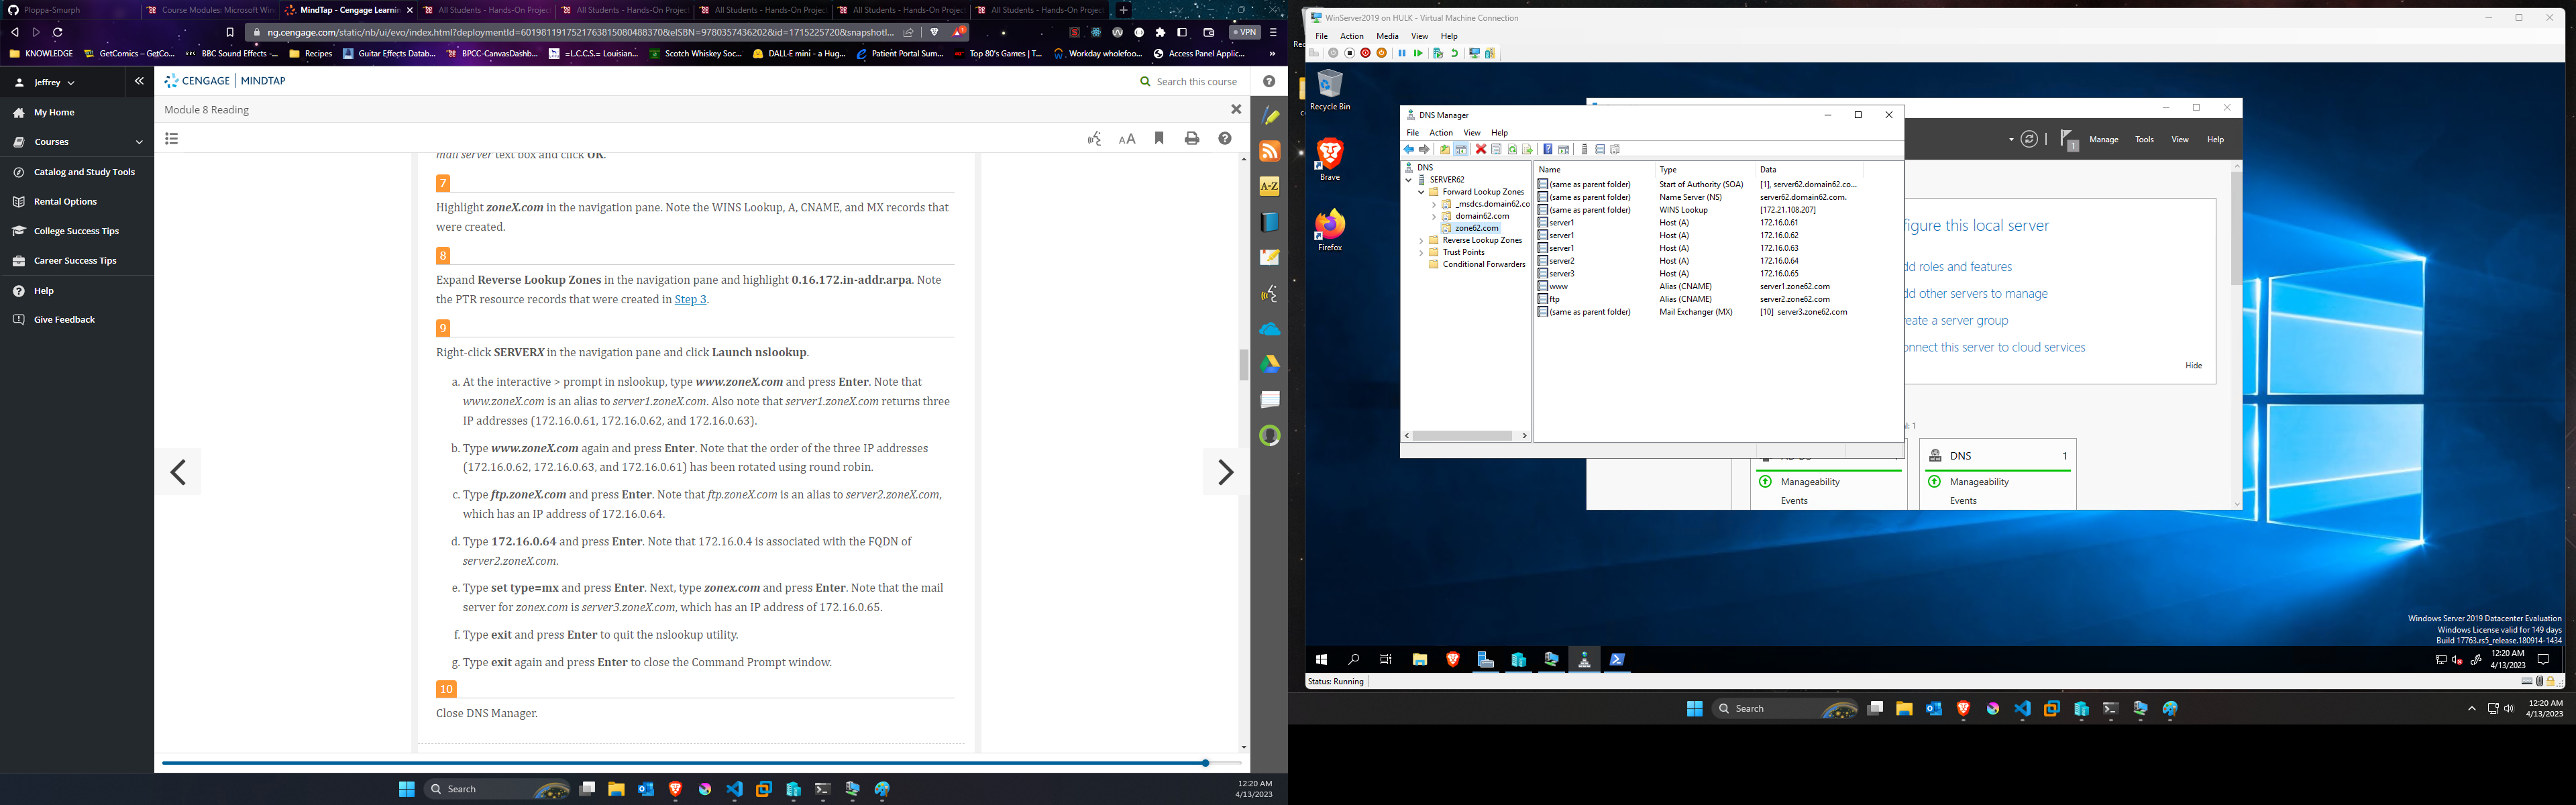 Ploppa-Smurph
Course Modules: Microsoft Win
MindTap - Cengage Learnin
All Students - Hands-On Projec
All Students - Hands-On Projec
All Students - Hands-On Projec
All Students - Hands-On Projec
All Students - Hands-On Projec
ng.cengage.com/static/nb/ui/evo/index.html?deploymentId=6019811917521763815080488370&eISBN=9780357436202&id=1715225720&snapshotI...
VPN
KNOWLEDGE
GetComics – GetCo...
BBC Sound Effects -...
Recipes
Guitar Effects Datab...
BPCC-CanvasDashb...
=L.C.C.S.= Louisian...
Scotch Whiskey Soc...
DALL·E mini - a Hug...
Patient Portal Sum...
Top 80's Games | T...
Workday wholefoo...
Access Panel Applic...
Jeffrey
CENGAGE | MINDTAP
Search this course
My Home
Courses
Catalog and Study Tools
Rental Options
College Success Tips
Career Success Tips
Help
Give Feedback
Module 8 Reading
AA
A-Z
mail server text box and click OK.
7
Highlight zoneX.com in the navigation pane. Note the WINS Lookup, A, CNAME, and MX records that
were created.
8
Expand Reverse Lookup Zones in the navigation pane and highlight 0.16.172.in-addr.arpa. Note
the PTR resource records that were created in Step 3.
9
Right-click SERVERX in the navigation pane and click Launch nslookup.
a. At the interactive > prompt in nslookup, type www.zoneX.com and press Enter. Note that
www.zoneX.com is an alias to server1.zoneX.com. Also note that server1.zoneX.com returns three
IP addresses (172.16.0.61, 172.16.0.62, and 172.16.0.63).
b. Type www.zoneX.com again and press Enter. Note that the order of the three IP addresses
(172.16.0.62, 172.16.0.63, and 172.16.0.61) has been rotated using round robin.
c. Type ftp.zoneX.com and press Enter. Note that ftp.zoneX.com is an alias to server2.zoneX.com,
which has an IP address of 172.16.0.64.
d. Type 172.16.0.64 and press Enter. Note that 172.16.0.4 is associated with the FQDN of
server2.zoneX.com.
e. Type set type=mx and press Enter. Next, type zonex.com and press Enter. Note that the mail
server for zonex.com is server3.zoneX.com, which has an IP address of 172.16.0.65.
f. Type exit and press Enter to quit the nslookup utility.
g. Type exit again and press Enter to close the Command Prompt window.
10
Close DNS Manager.
Search
12:20 AM
4/13/2023
WinServer2019 on HULK - Virtual Machine Connection
File Action Media View Help
Recycle Bin
Brave
Firefox
DNS Manager
File Action View Help
DNS
SERVER62
Forward Lookup Zones
_msdcs.domain62.co
domain62.com
zone62.com
Reverse Lookup Zones
Trust Points
Conditional Forwarders
Name Type Data
(same as parent folder) Start of Authority (SOA) [1], server62.domain62.co...
(same as parent folder) Name Server (NS) server62.domain62.com.
(same as parent folder) WINS Lookup [172.21.108.207]
server1 Host (A) 172.16.0.61
server1 Host (A) 172.16.0.62
server1 Host (A) 172.16.0.63
server2 Host (A) 172.16.0.64
server3 Host (A) 172.16.0.65
www Alias (CNAME) server1.zone62.com
ftp Alias (CNAME) server2.zone62.com
(same as parent folder) Mail Exchanger (MX) [10] server3.zone62.com
1
Manage Tools View Help
figure this local server
dd roles and features
dd other servers to manage
reate a server group
onnect this server to cloud services
Hide
DNS 1
Manageability
Events
Manageability
Events
Windows Server 2019 Datacenter Evaluation
Windows License valid for 149 days
Build 17763.rs5_release.180914-1434
12:20 AM
4/13/2023
Status: Running
Search
12:20 AM
4/13/2023